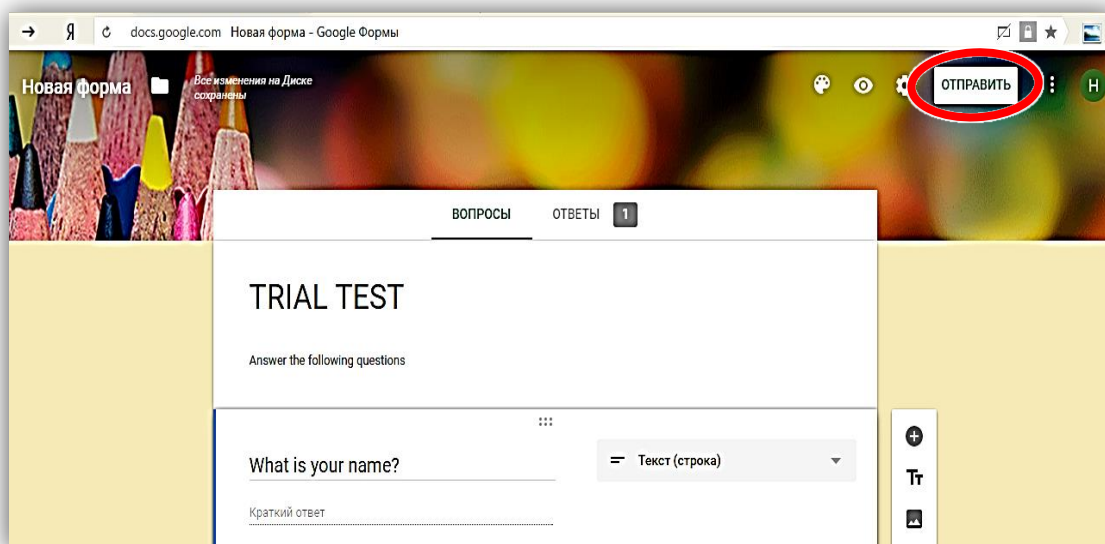 Я docs.google.com Новая форма - Google Формы
Новая форма
Все изменения на Диске
сохранены
ОТПРАВИТЬ
Н
ВОПРОСЫ ОТВЕТЫ 1
TRIAL TEST
Answer the following questions
What is your name?
Текст (строка)
Тт
Краткий ответ